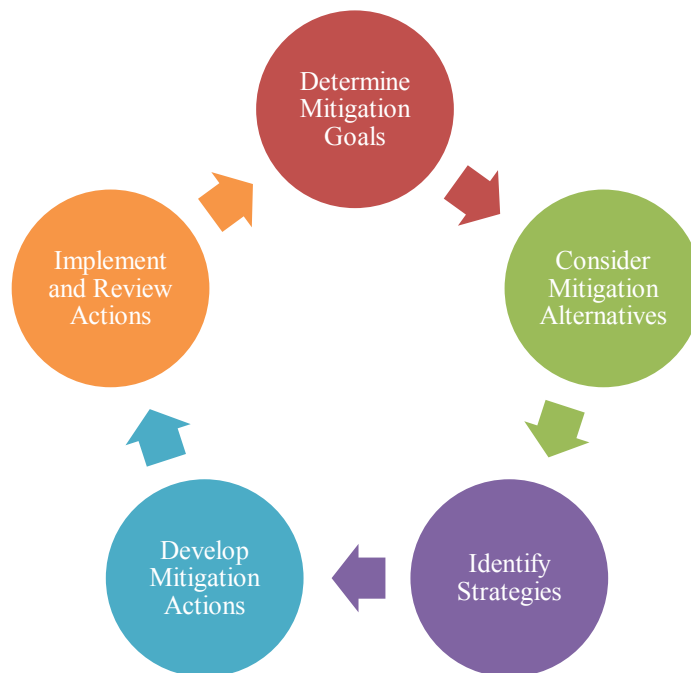 Determine
Mitigation
Goals
Consider
Mitigation
Alternatives
Identify
Strategies
Develop
Mitigation
Actions
Implement
and Review
Actions